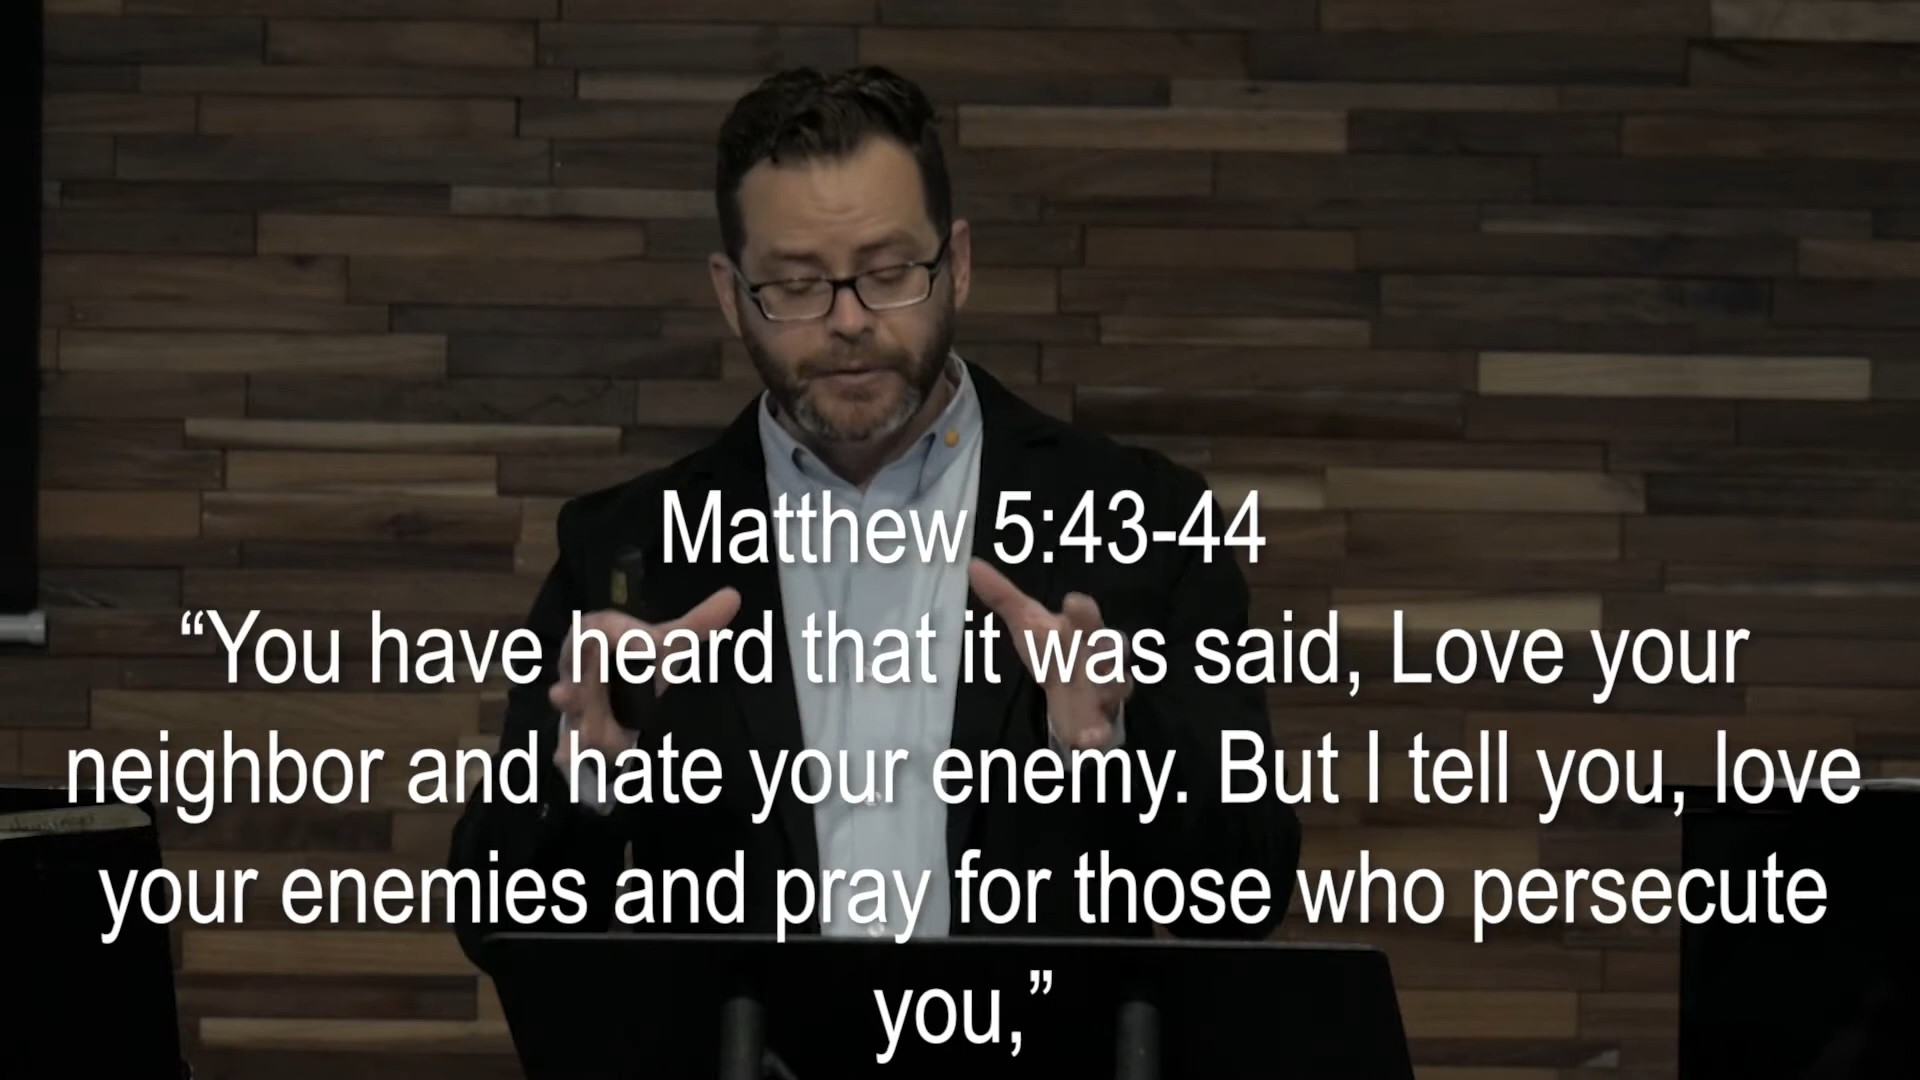 Matthew 5:43-44
“You have heard that it was said, Love your
neighbor and hate your enemy. But I tell you, love
your enemies and pray for those who persecute
you,”